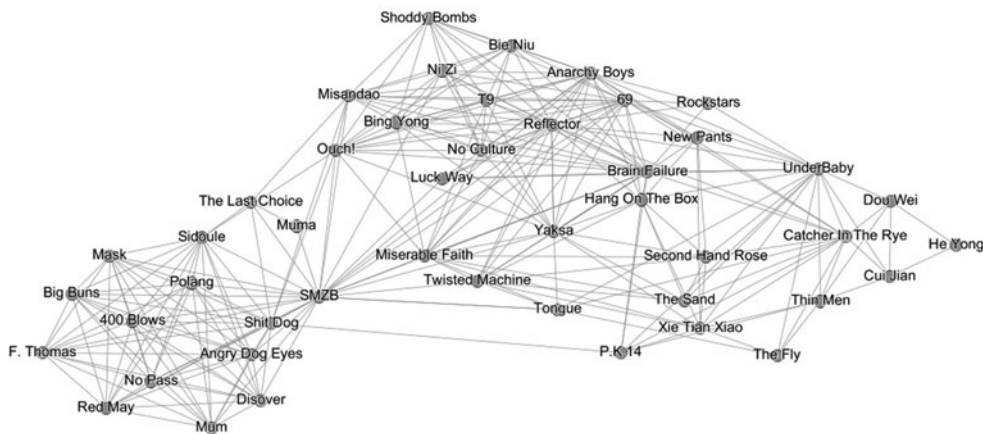 Shoddy Bombs
Bie Niu
Ni Zi
Anarchy Boys
Misandao
T9
69
Rockstars
Bing Yong
Reflector
New Pants
Ouch!
No Culture
Brain Failure
UnderBaby
Luck Way
Hang On The Box
The Last Choice
Dou Wei
Muma
Yaksa
Sidoule
Catcher In The Rye
He Yong
Mask
Miserable Faith
Second Hand Rose
Polang
Twisted Machine
Cui Jian
Big Buns
SMZB
The Sand
Thin Men
400 Blows
Shit Dog
Tongue
Xie Tian Xiao
F. Thomas
Angry Dog Eyes
P.K.14
The Fly
No Pass
Red May
Disover
Mum